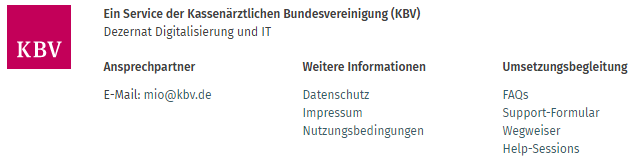 KBV
Ein Service der Kassenärztlichen Bundesvereinigung (KBV)
Dezernat Digitalisierung und IT
Ansprechpartner
E-Mail: mio@kbv.de
Weitere Informationen
Datenschutz
Impressum
Nutzungsbedingungen
Umsetzungsbegleitung
FAQs
Support-Formular
Wegweiser
Help-Sessions